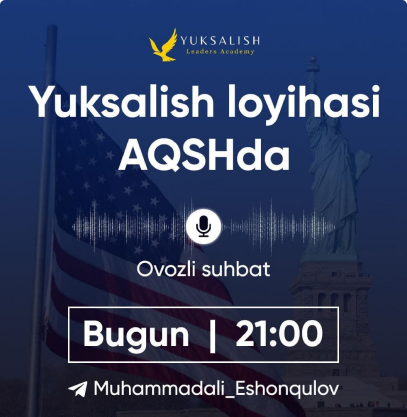 YUKSALISH
Leaders Academy
Yuksalish loyihasi
AQSHda
Ovozli suhbat
Bugun | 21:00
Muhammadali_Eshonqulov